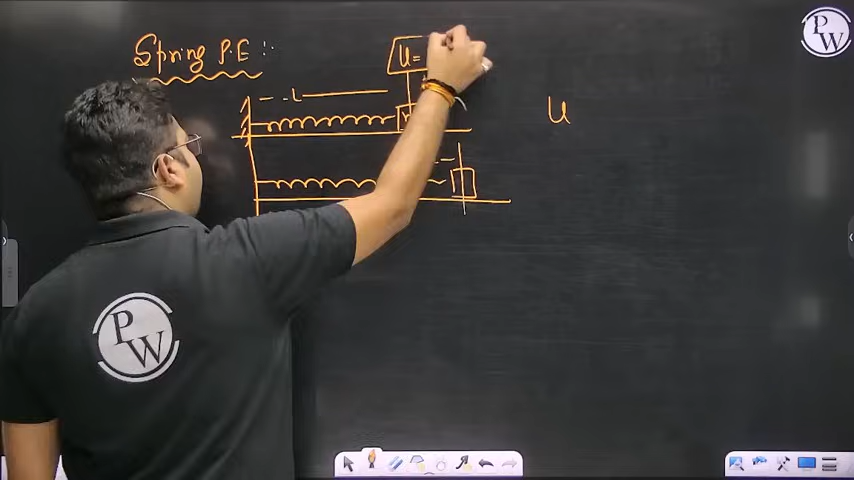 Spring P.E :-
U =
l
U
PW
PW